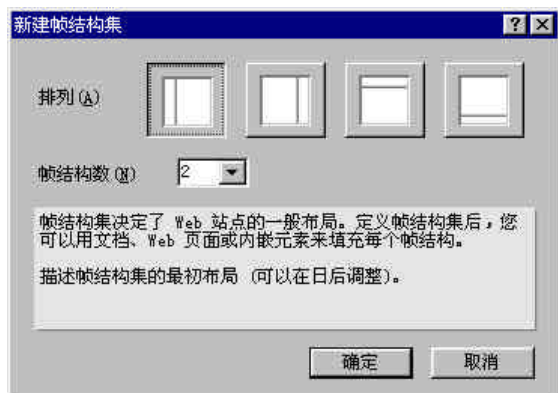 新建帧结构集
排列(A)
帧结构数(N)
2
帧结构集决定了 Web 站点的一般布局。定义帧结构集后，您
可以用文档、Web 页面或内嵌元素来填充每个帧结构。
描述帧结构集的最初布局 (可以在日后调整)。
确定
取消